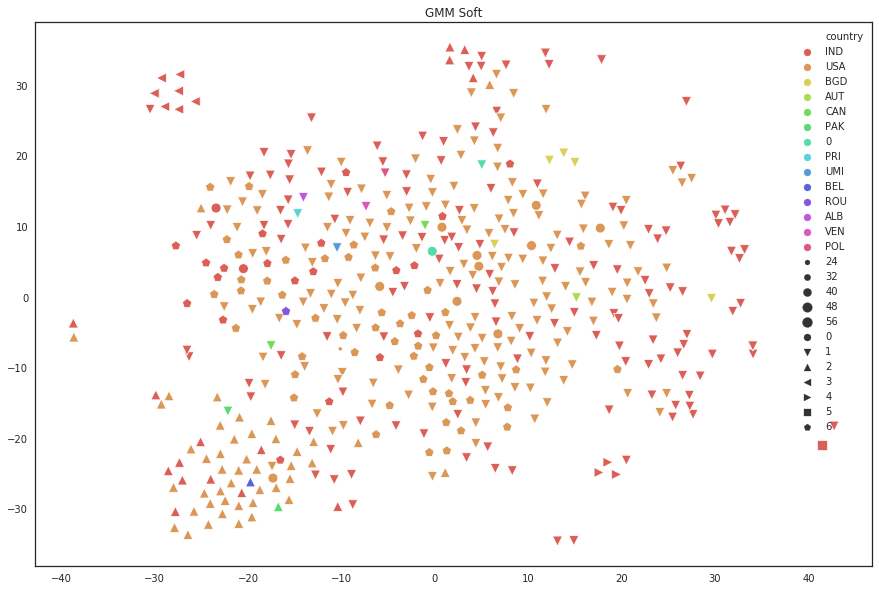 GMM Soft
country
IND
USA
BGD
AUT
CAN
PAK
0
PRI
UMI
BEL
ROU
ALB
VEN
POL
24
32
40
48
56
0
1
2
3
4
5
6
30
20
10
0
−10
−20
−30
−40 −30 −20 −10 0 10 20 30 40